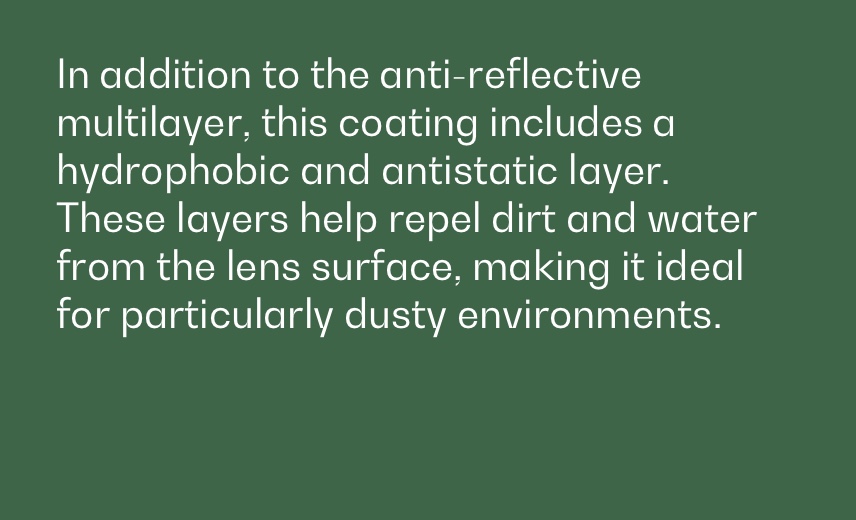 In addition to the anti-reflective
multilayer, this coating includes a
hydrophobic and antistatic layer.
These layers help repel dirt and water
from the lens surface, making it ideal
for particularly dusty environments.